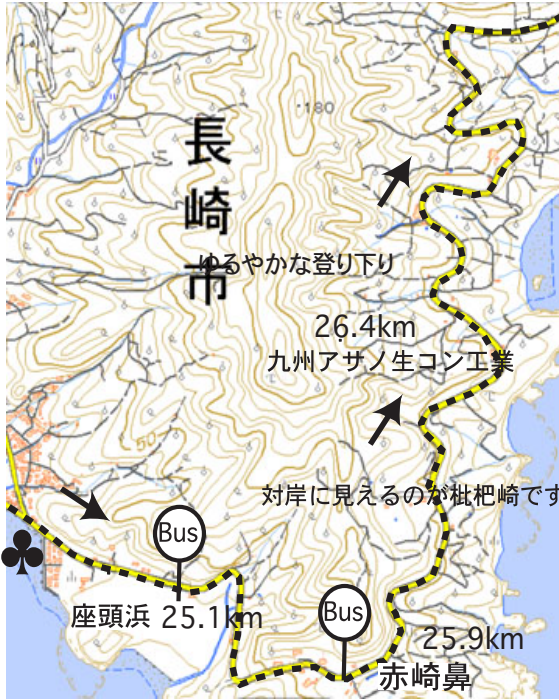 ・180
長崎市
ゆるやかな登り下り
26.4km
九州アサノ生コン工業
50
対岸に見えるのが枇杷崎です
Bus
座頭浜 25.1km
Bus
25.9km
赤崎鼻